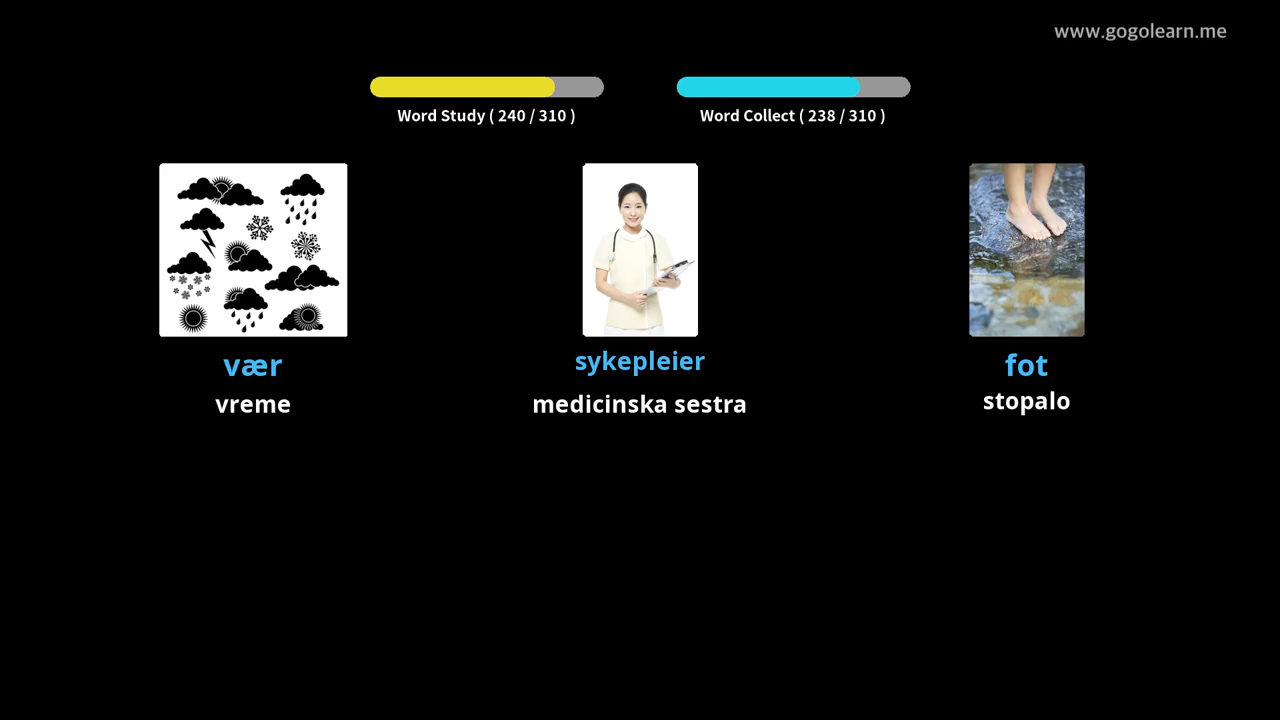 www.gogolearn.me
Word Study ( 240 / 310 )
Word Collect ( 238 / 310 )
vær
sykepleier
fot
vreme
medicinska sestra
stopalo